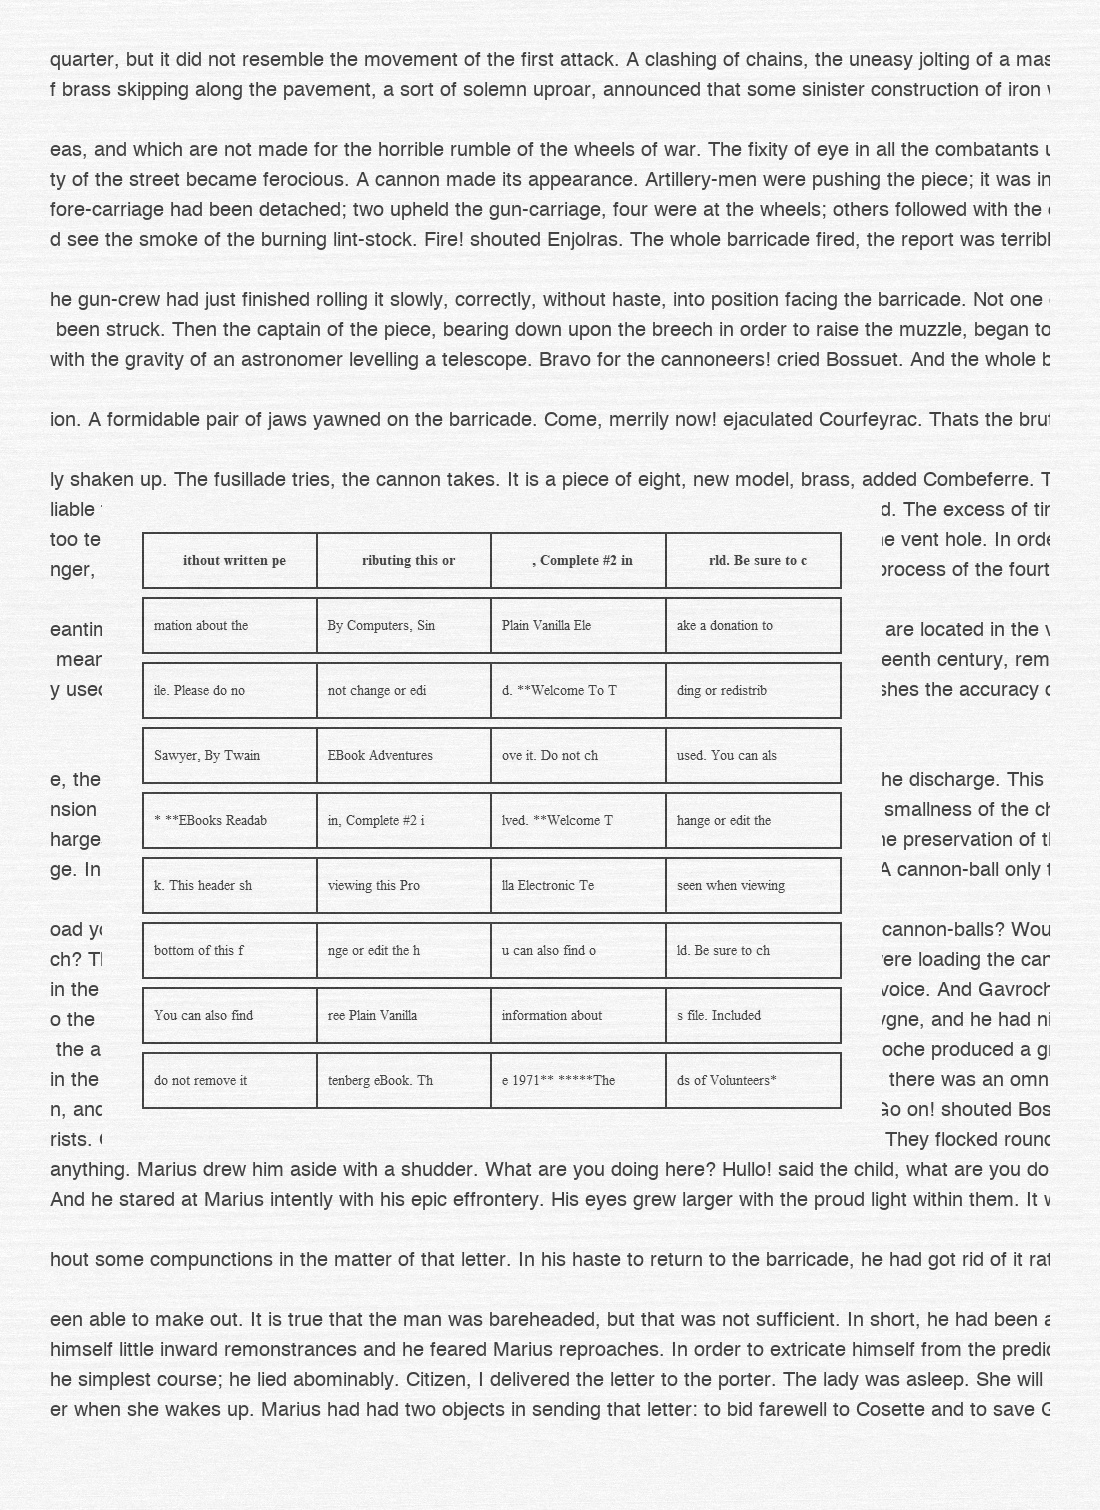 quarter, but it did not resemble the movement of the first attack. A clashing of chains, the uneasy jolting of a mas
f brass skipping along the pavement, a sort of solemn uproar, announced that some sinister construction of iron
eas, and which are not made for the horrible rumble of the wheels of war. The fixity of eye in all the combatants
ty of the street became ferocious. A cannon made its appearance. Artillery-men were pushing the piece; it was in
fore-carriage had been detached; two upheld the gun-carriage, four were at the wheels; others followed with the
d see the smoke of the burning lint-stock. Fire! shouted Enjolras. The whole barricade fired, the report was terribl
he gun-crew had just finished rolling it slowly, correctly, without haste, into position facing the barricade. Not one
been struck. Then the captain of the piece, bearing down upon the breech in order to raise the muzzle, began to
with the gravity of an astronomer levelling a telescope. Bravo for the cannoneers! cried Bossuet. And the whole b
ion. A formidable pair of jaws yawned on the barricade. Come, merrily now! ejaculated Courfeyrac. Thats the brut
ly shaken up. The fusillade tries, the cannon takes. It is a piece of eight, new model, brass, added Combeferre. T
liable d. The excess of tin
too te e vent hole. In orde
nger, process of the fourt
ithout written pe ributing this or , Complete #2 in rld. Be sure to c
mation about the By Computers, Sin Plain Vanilla Ele ake a donation to
ile. Please do no not change or edi d. **Welcome To T ding or redistrib
Sawyer, By Twain EBook Adventures ove it. Do not ch used. You can als
* **EBooks Readab in, Complete #2 i lved. **Welcome T hange or edit the
k. This header sh viewing this Pro lla Electronic Te seen when viewing
bottom of this f nge or edit the h u can also find o ld. Be sure to ch
You can also find ree Plain Vanilla information about s file. Included
do not remove it tenberg eBook. Th e 1971** *****The ds of Volunteers*
eantim are located in the v
mean eenth century, rem
y used shes the accuracy o
e, the he discharge. This
nsion smallness of the ch
harge e preservation of th
ge. In A cannon-ball only t
oad yo cannon-balls? Wou
ch? Th ere loading the can
in the voice. And Gavroch
o the ygne, and he had ni
the a oche produced a gr
in the there was an omn
n, and Go on! shouted Bos
rists. They flocked round
anything. Marius drew him aside with a shudder. What are you doing here? Hullo! said the child, what are you do
And he stared at Marius intently with his epic effrontery. His eyes grew larger with the proud light within them. It w
hout some compunctions in the matter of that letter. In his haste to return to the barricade, he had got rid of it rat
een able to make out. It is true that the man was bareheaded, but that was not sufficient. In short, he had been a
himself little inward remonstrances and he feared Marius reproaches. In order to extricate himself from the predic
he simplest course; he lied abominably. Citizen, I delivered the letter to the porter. The lady was asleep. She will
er when she wakes up. Marius had had two objects in sending that letter: to bid farewell to Cosette and to save G